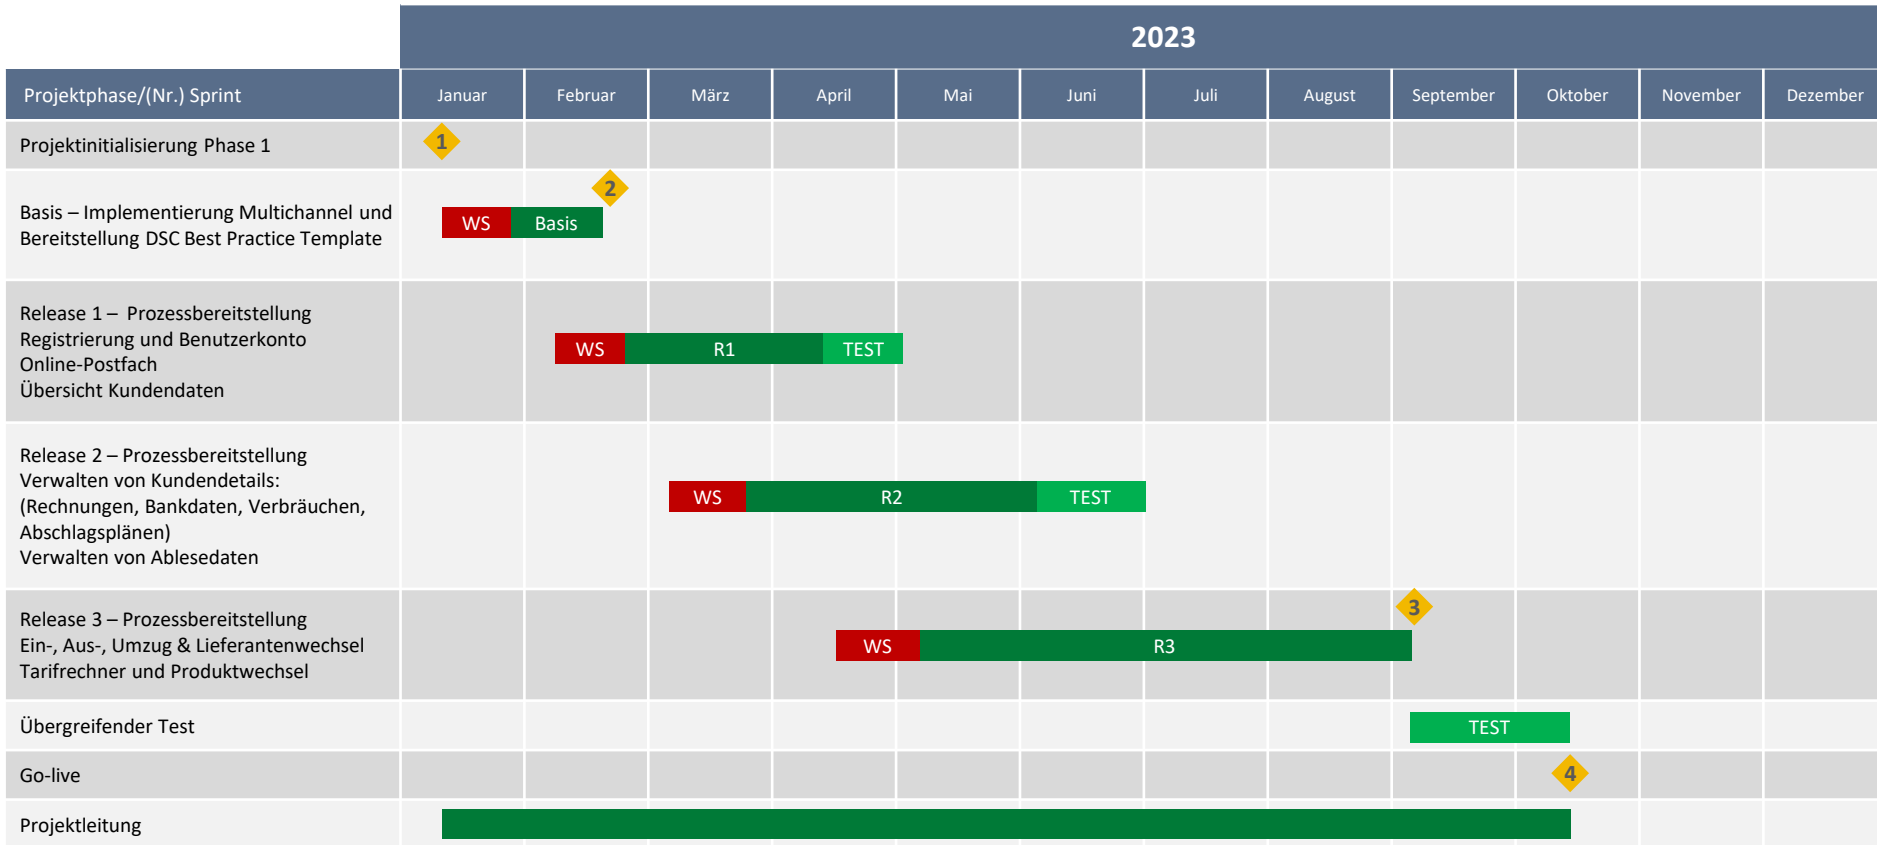 2023
Projektphase/(Nr.) Sprint
Januar
Februar
März
April
Mai
Juni
Juli
August
September
Oktober
November
Dezember
Projektinitialisierung Phase 1
1
2
Basis – Implementierung Multichannel und
Bereitstellung DSC Best Practice Template
WS
Basis
Release 1 – Prozessbereitstellung
Registrierung und Benutzerkonto
Online-Postfach
Übersicht Kundendaten
WS
R1
TEST
Release 2 – Prozessbereitstellung
Verwalten von Kundendetails:
(Rechnungen, Bankdaten, Verbräuchen,
Abschlagsplänen)
Verwalten von Ablesedaten
WS
R2
TEST
3
Release 3 – Prozessbereitstellung
Ein-, Aus-, Umzug & Lieferantenwechsel
Tarifrechner und Produktwechsel
WS
R3
Übergreifender Test
TEST
Go-live
4
Projektleitung